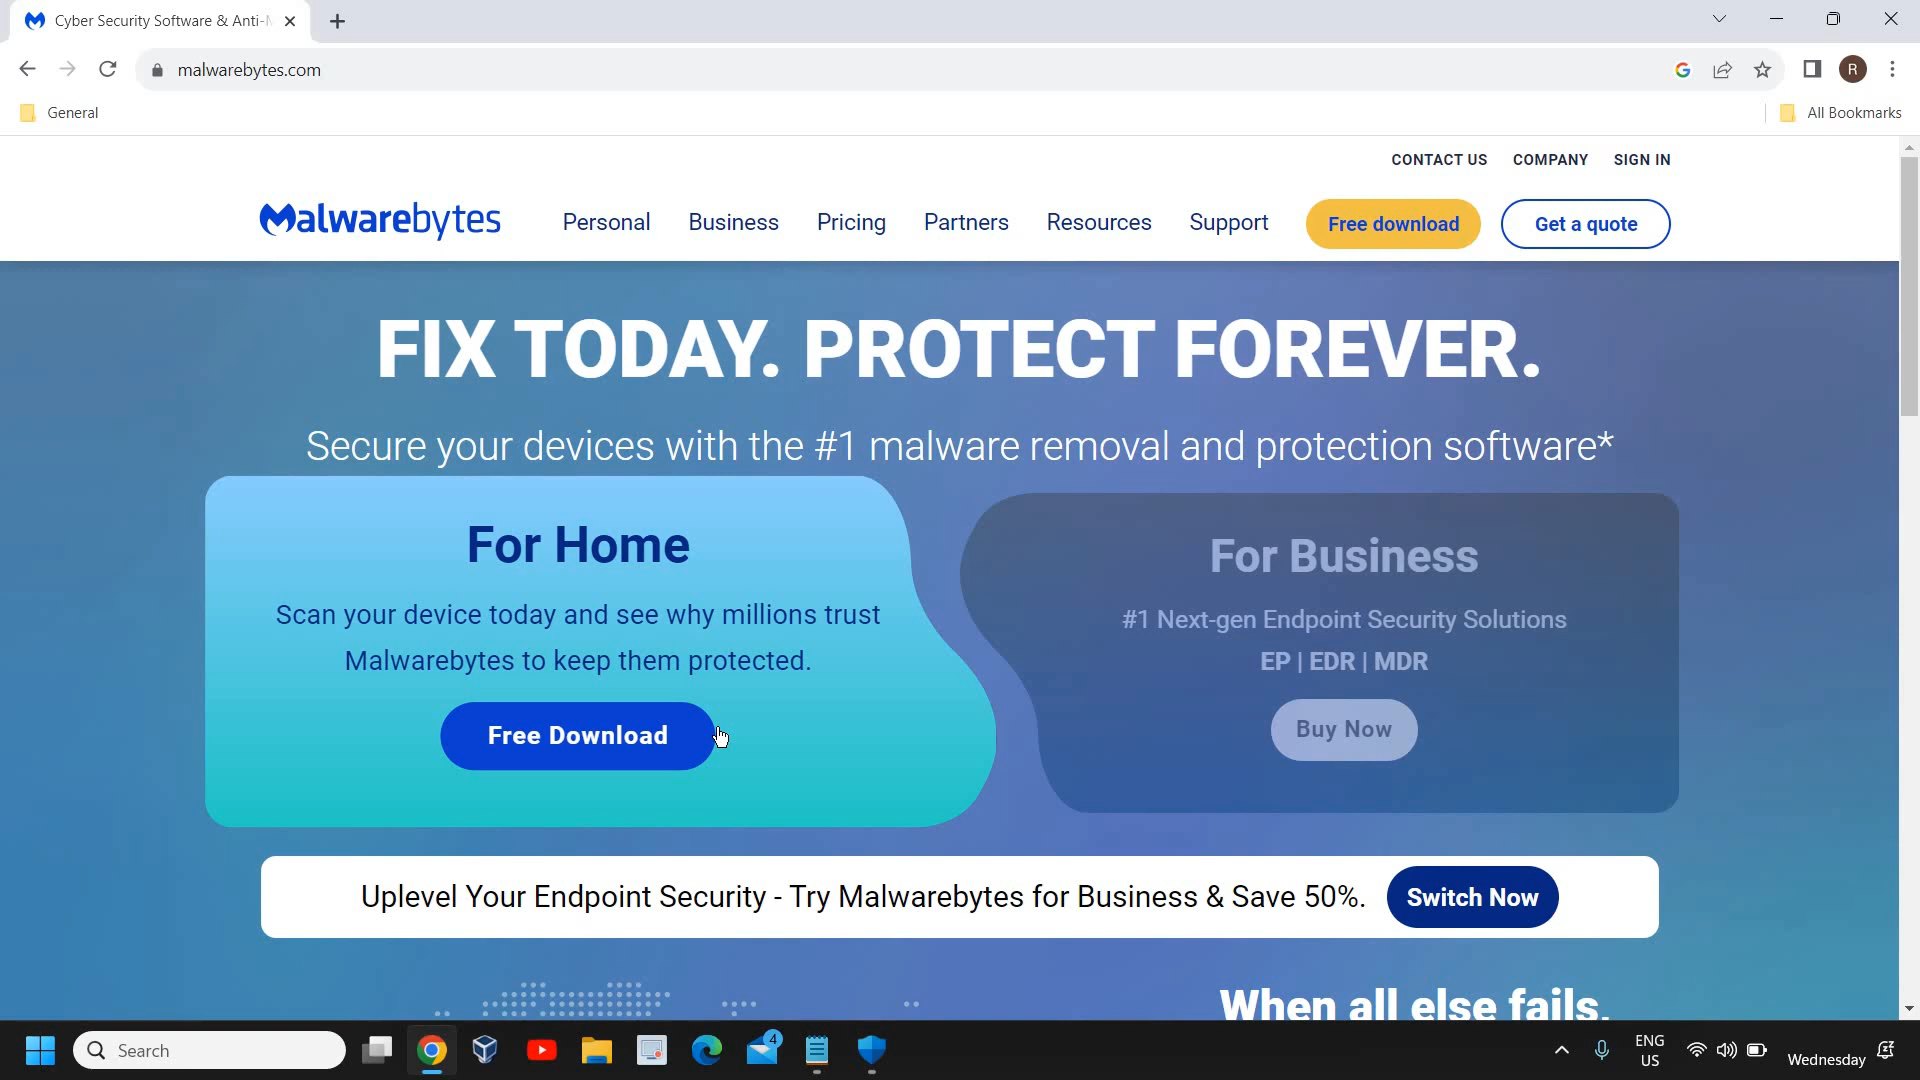 Cyber Security Software & Anti-
malwarebytes.com
R
General
All Bookmarks
CONTACT US COMPANY SIGN IN
Malwarebytes Personal Business Pricing Partners Resources Support Free download Get a quote
FIX TODAY. PROTECT FOREVER.
Secure your devices with the #1 malware removal and protection software*
For Home
Scan your device today and see why millions trust
Malwarebytes to keep them protected.
Free Download
For Business
#1 Next-gen Endpoint Security Solutions
EP | EDR | MDR
Buy Now
Uplevel Your Endpoint Security - Try Malwarebytes for Business & Save 50%. Switch Now
When all else fails,
Search
4
ENG
US
Wednesday